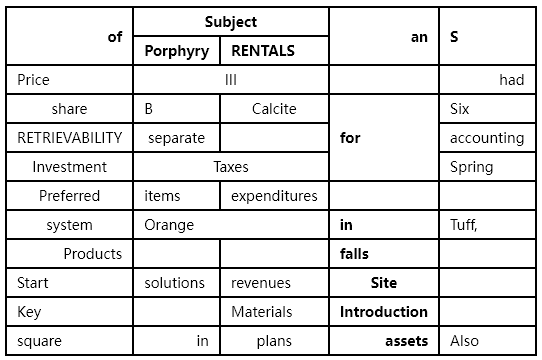 of Subject an S
Porphyry RENTALS
Price III had
share B Calcite Six
RETRIEVABILITY separate for accounting
Investment Taxes Spring
Preferred items expenditures
system Orange in Tuff,
Products falls
Start solutions revenues Site
Key Materials Introduction
square in plans assets Also